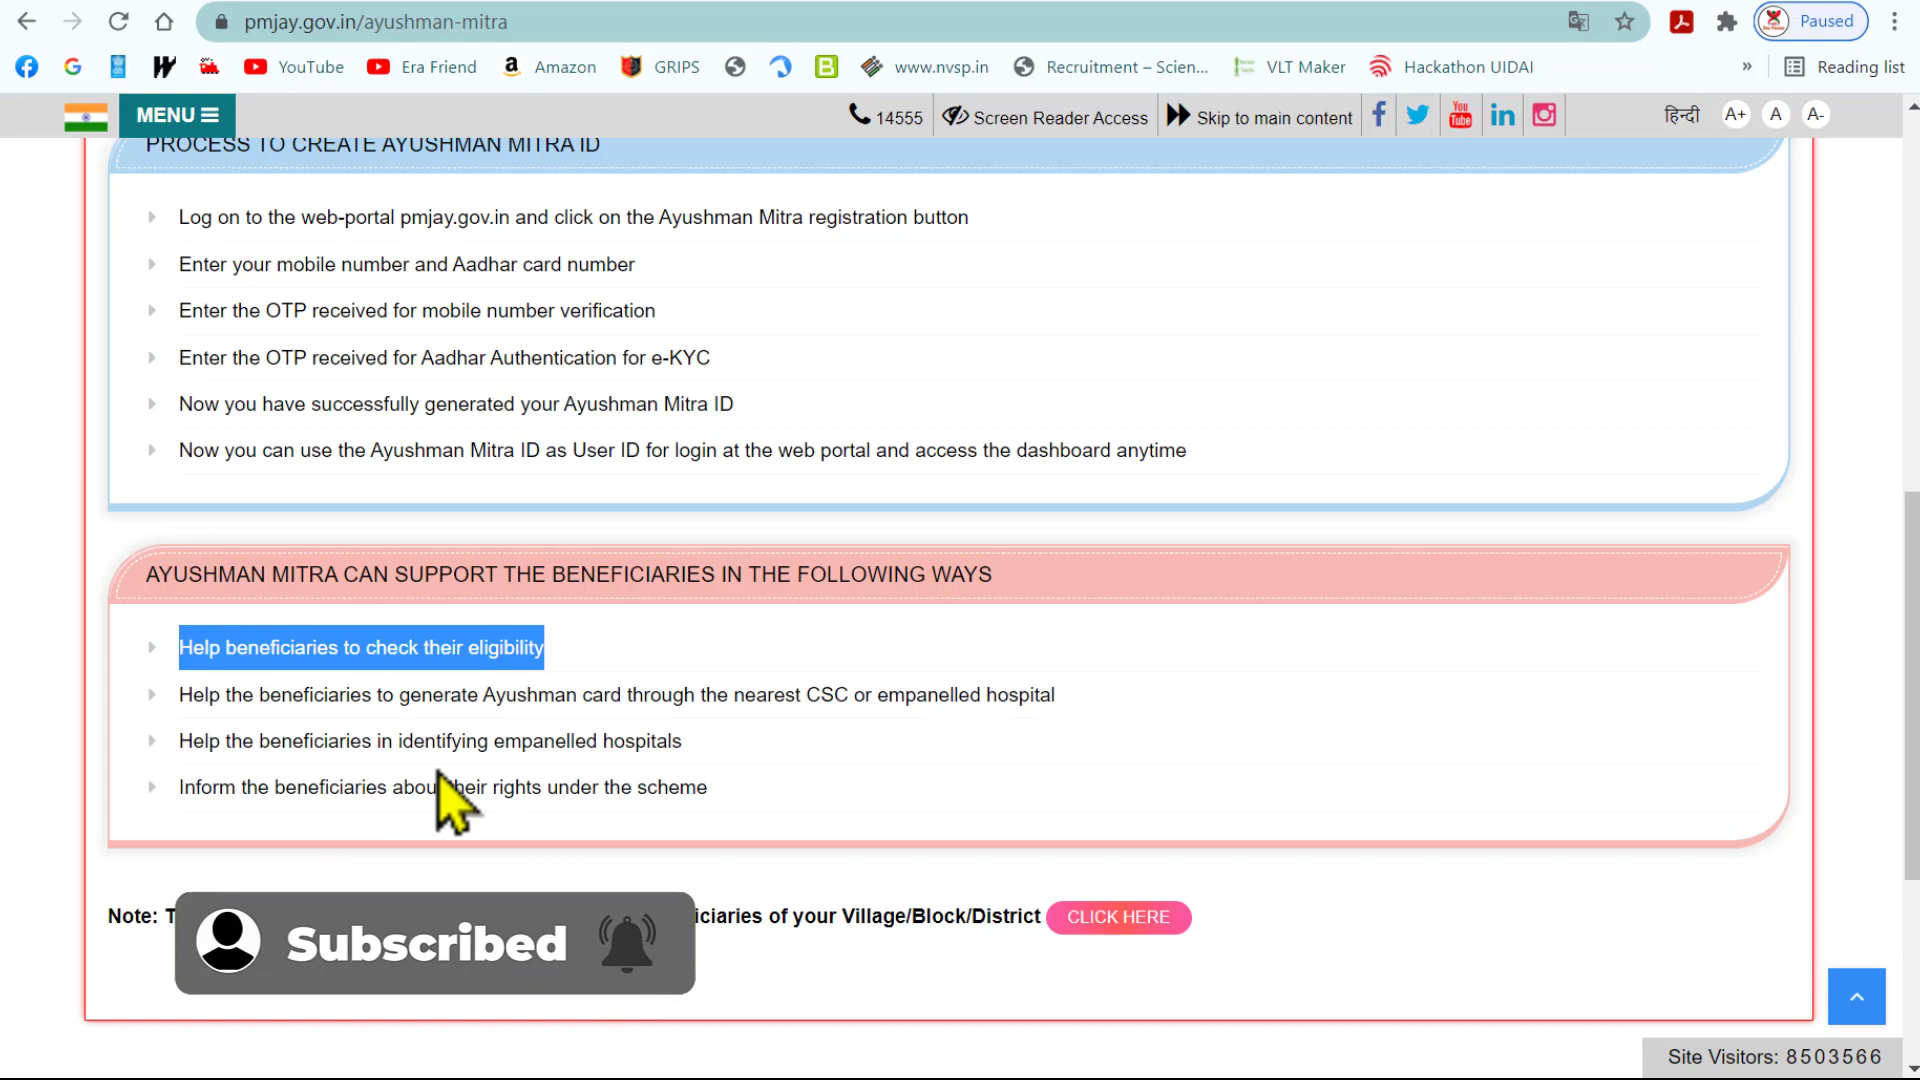 pmjay.gov.in/ayushman-mitra
Paused
YouTube
Era Friend
Amazon
GRIPS
www.nvsp.in
Recruitment – Scien...
VLT Maker
Hackathon UIDAI
»
Reading list
MENU
14555
Screen Reader Access
Skip to main content
हिन्दी
A+
A
A-
PROCESS TO CREATE AYUSHMAN MITRA ID
Log on to the web-portal pmjay.gov.in and click on the Ayushman Mitra registration button
Enter your mobile number and Aadhar card number
Enter the OTP received for mobile number verification
Enter the OTP received for Aadhar Authentication for e-KYC
Now you have successfully generated your Ayushman Mitra ID
Now you can use the Ayushman Mitra ID as User ID for login at the web portal and access the dashboard anytime
AYUSHMAN MITRA CAN SUPPORT THE BENEFICIARIES IN THE FOLLOWING WAYS
Help beneficiaries to check their eligibility
Help the beneficiaries to generate Ayushman card through the nearest CSC or empanelled hospital
Help the beneficiaries in identifying empanelled hospitals
Inform the beneficiaries about their rights under the scheme
Note: T iciaries of your Village/Block/District CLICK HERE
Subscribed
Site Visitors: 8503566